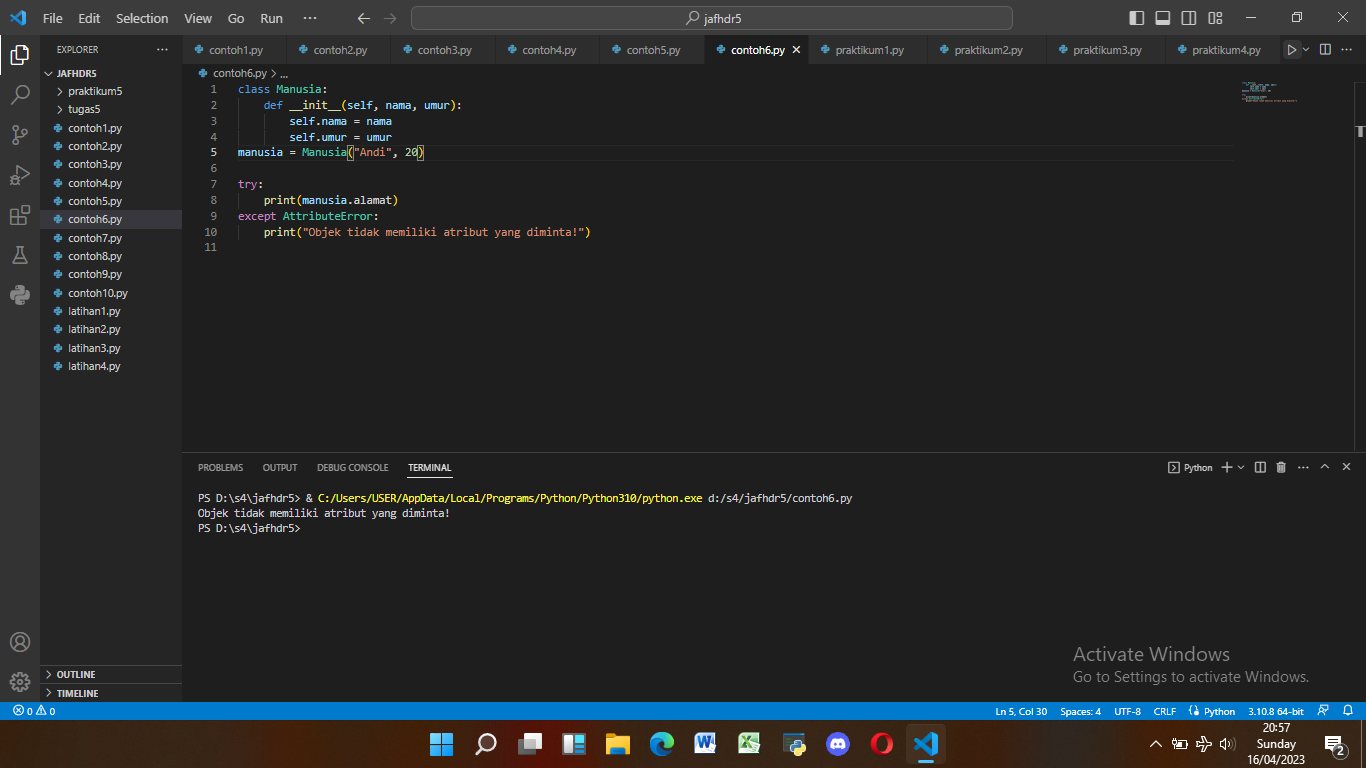 File Edit Selection View Go Run ··· jafhdr5
EXPLORER ···
contoh1.py contoh2.py contoh3.py contoh4.py contoh5.py contoh6.py praktikum1.py praktikum2.py praktikum3.py praktikum4.py
JAFHDR5
praktikum5
tugas5
contoh1.py
contoh2.py
contoh3.py
contoh4.py
contoh5.py
contoh6.py
contoh7.py
contoh8.py
contoh9.py
contoh10.py
latihan1.py
latihan2.py
latihan3.py
latihan4.py
OUTLINE
TIMELINE
contoh6.py > ...
1 class Manusia:
2     def __init__(self, nama, umur):
3         self.nama = nama
4         self.umur = umur
5 manusia = Manusia("Andi", 20)
6
7 try:
8     print(manusia.alamat)
9 except AttributeError:
10     print("Objek tidak memiliki atribut yang diminta!")
11
PROBLEMS OUTPUT DEBUG CONSOLE TERMINAL Python
PS D:\s4\jafhdr5> & C:/Users/USER/AppData/Local/Programs/Python/Python310/python.exe d:/s4/jafhdr5/contoh6.py
Objek tidak memiliki atribut yang diminta!
PS D:\s4\jafhdr5>
Activate Windows
Go to Settings to activate Windows.
0 0 Ln 5, Col 30 Spaces: 4 UTF-8 CRLF Python 3.10.8 64-bit
20:57
Sunday
16/04/2023
2